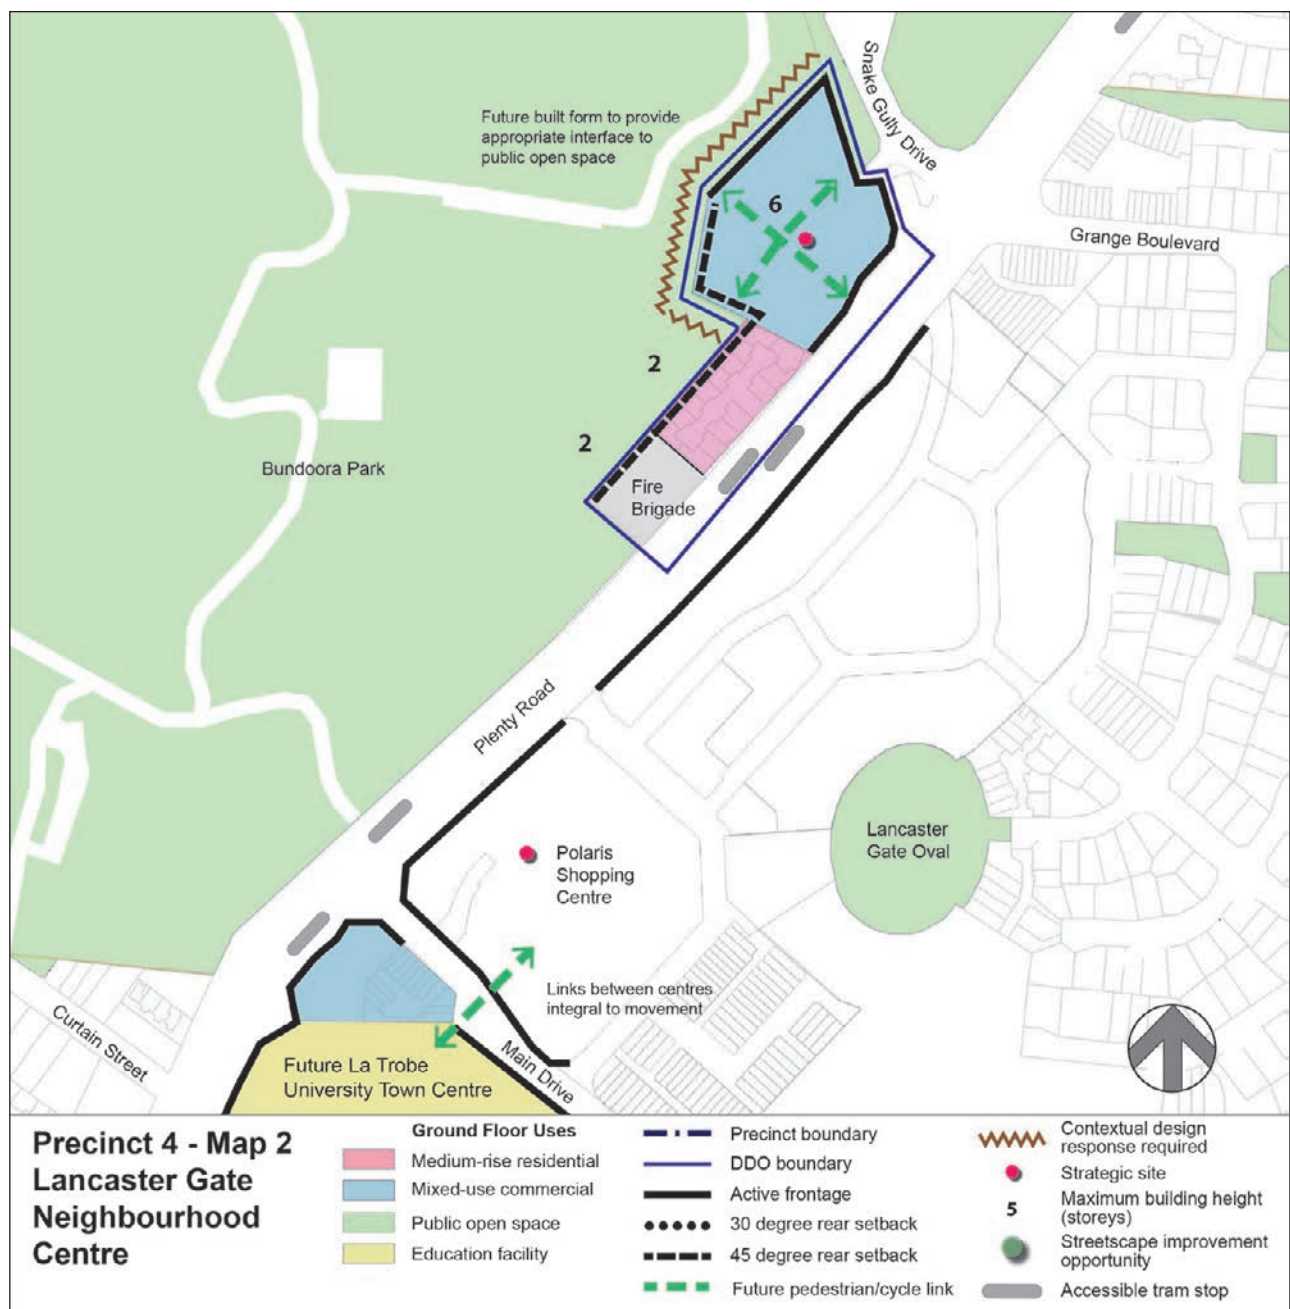 Snake Gully Drive
Future built form to provide
appropriate interface to
public open space
6
Grange Boulevard
2
2
Bundoora Park
Fire
Brigade
Plenty Road
Lancaster
Gate Oval
Polaris
Shopping
Centre
Links between centres
integral to movement
Curtain Street
Main Drive
Future La Trobe
University Town Centre
Precinct 4 - Map 2
Lancaster Gate
Neighbourhood
Centre
Ground Floor Uses
Medium-rise residential
Mixed-use commercial
Public open space
Education facility
Precinct boundary
DDO boundary
Active frontage
30 degree rear setback
45 degree rear setback
Future pedestrian/cycle link
Contextual design
response required
Strategic site
5 Maximum building height
(storeys)
Streetscape improvement
opportunity
Accessible tram stop